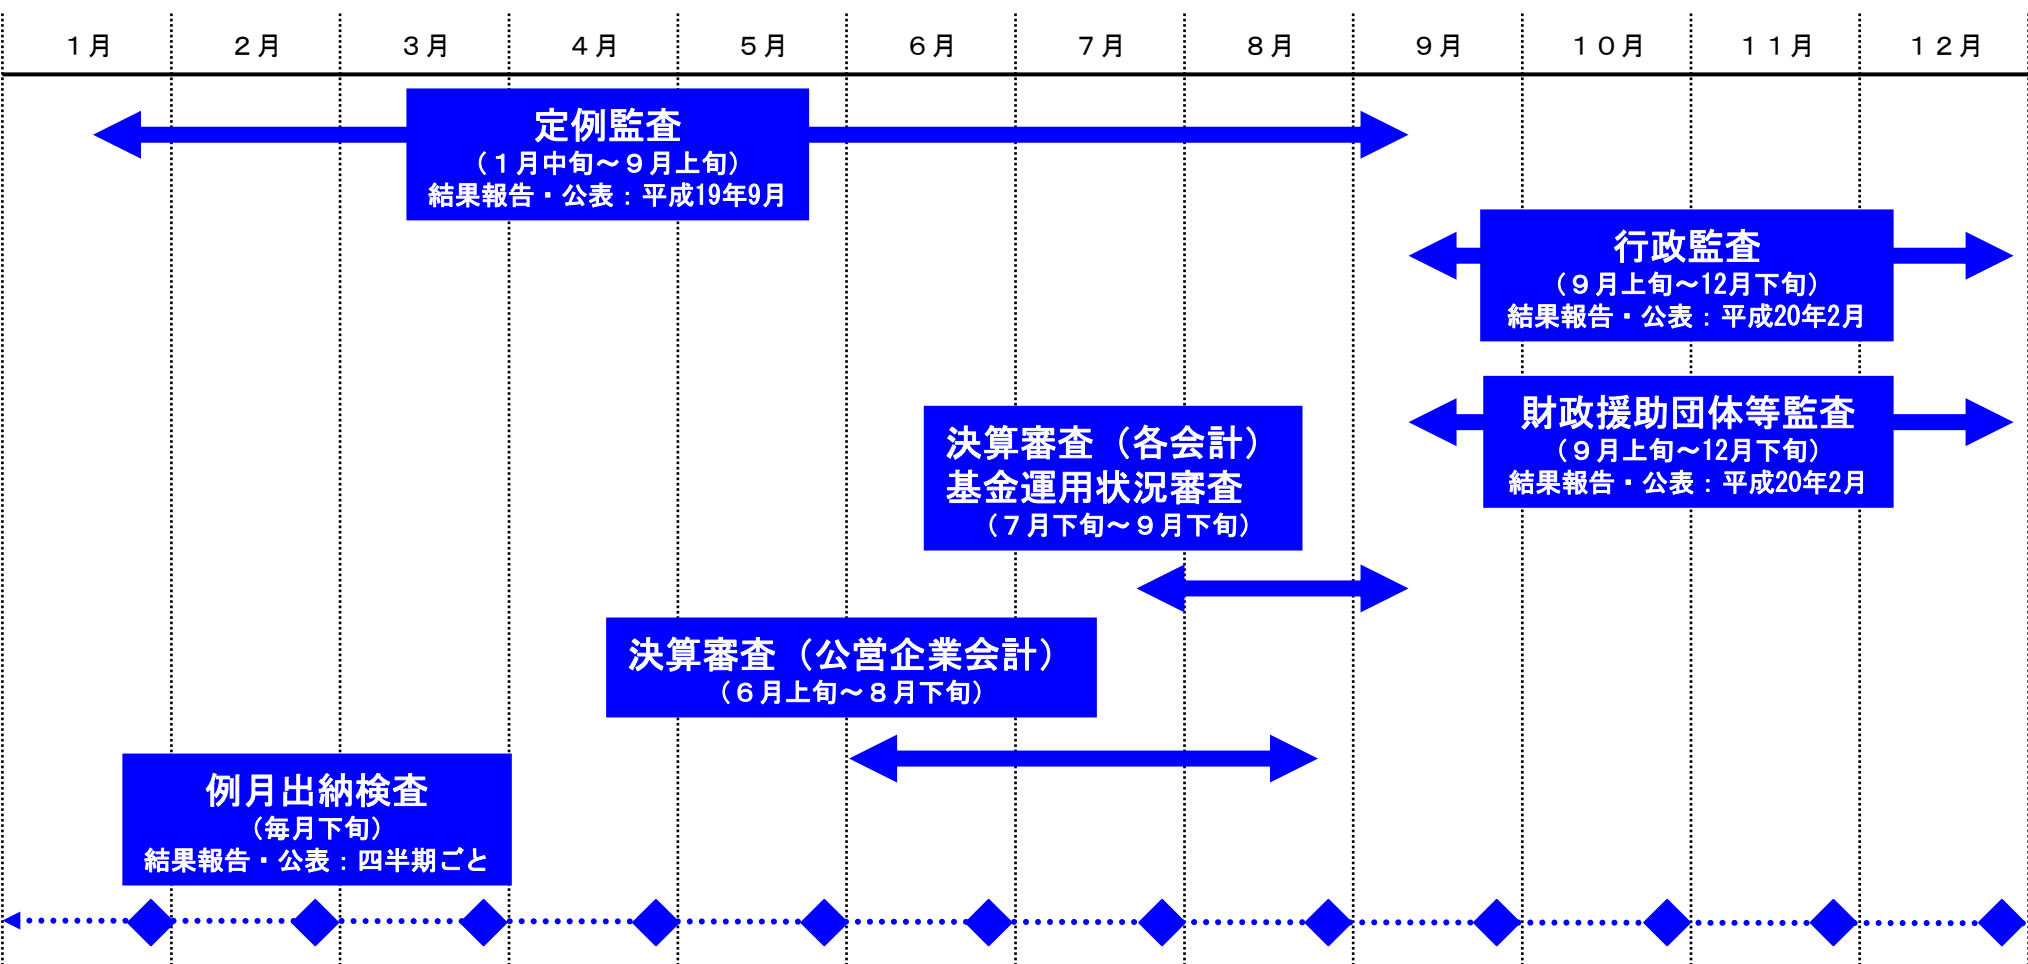 １月　２月　３月　４月　５月　６月　７月　８月　９月　１０月　１１月　１２月
定例監査
（１月中旬～９月上旬）
結果報告・公表：平成19年9月
行政監査
（９月上旬～12月下旬）
結果報告・公表：平成20年2月
財政援助団体等監査
（９月上旬～12月下旬）
結果報告・公表：平成20年2月
決算審査（各会計）
基金運用状況審査
（７月下旬～９月下旬）
決算審査（公営企業会計）
（６月上旬～８月下旬）
例月出納検査
（毎月下旬）
結果報告・公表：四半期ごと